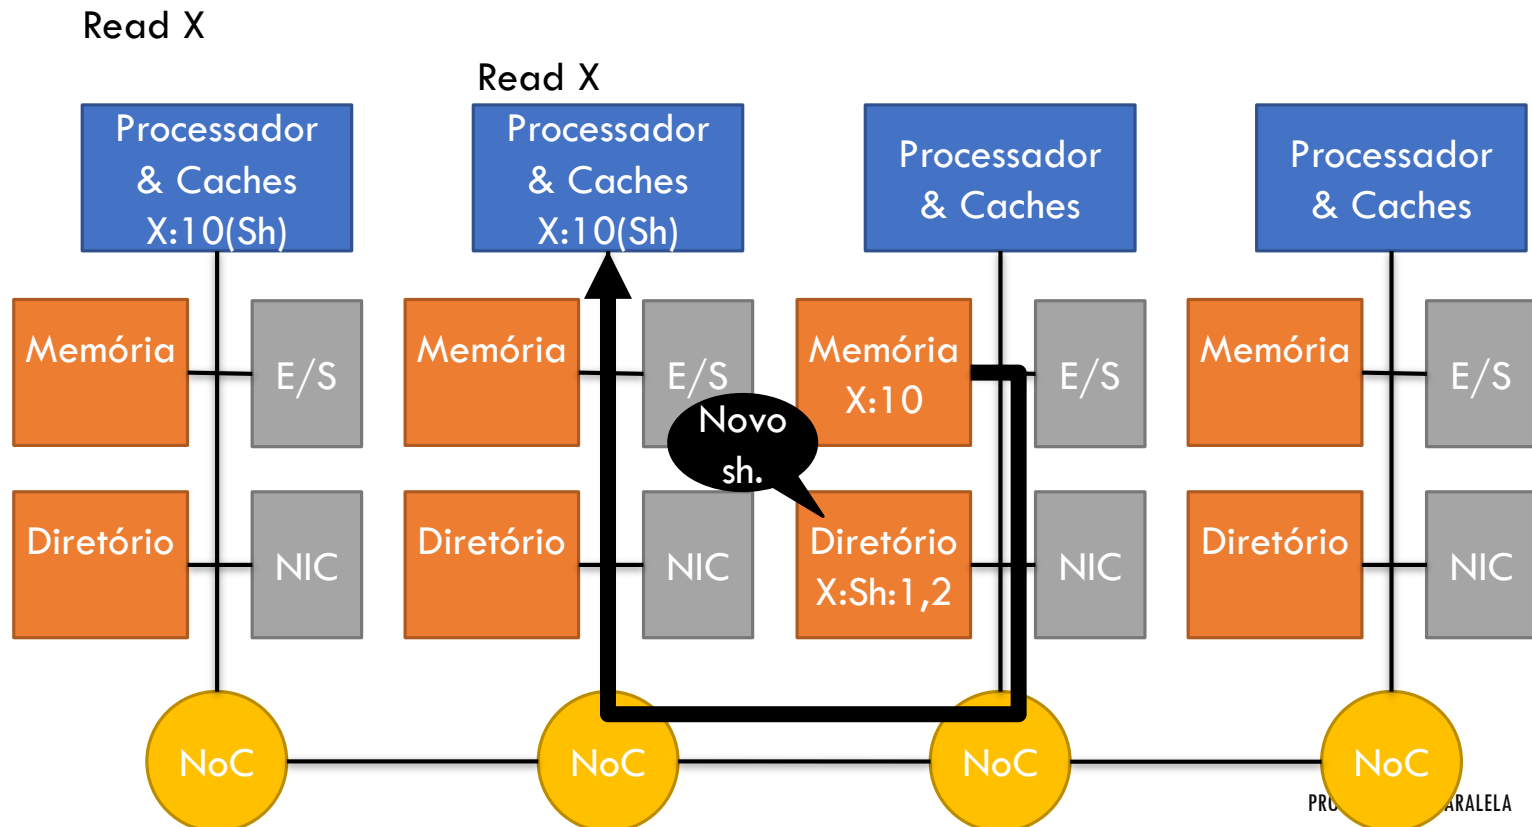 Read X
Read X
Processador
& Caches
X:10(Sh)
Processador
& Caches
X:10(Sh)
Processador
& Caches
Processador
& Caches
Memória
E/S
Memória
E/S
Memória
X:10
E/S
Memória
E/S
Novo
sh.
Diretório
NIC
Diretório
NIC
Diretório
X:Sh:1,2
NIC
Diretório
NIC
NoC
NoC
NoC
NoC